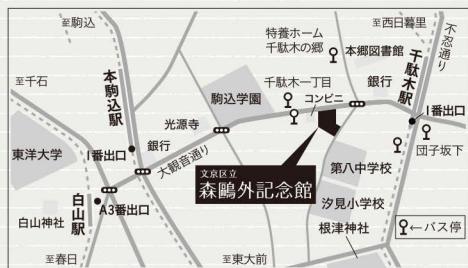 至駒込
至西日暮里
特養ホーム
千駄木の郷
本郷図書館
不忍通り
千駄木駅
至千石
本駒込駅
駒込学園
千駄木一丁目
コンビニ
銀行
1番出口
光源寺
1番出口
銀行
大観音通り
団子坂下
東洋大学
文京区立
森鷗外記念館
第八中学校
白山駅
A3番出口
汐見小学校
白山神社
根津神社
←バス停
至春日
至東大前